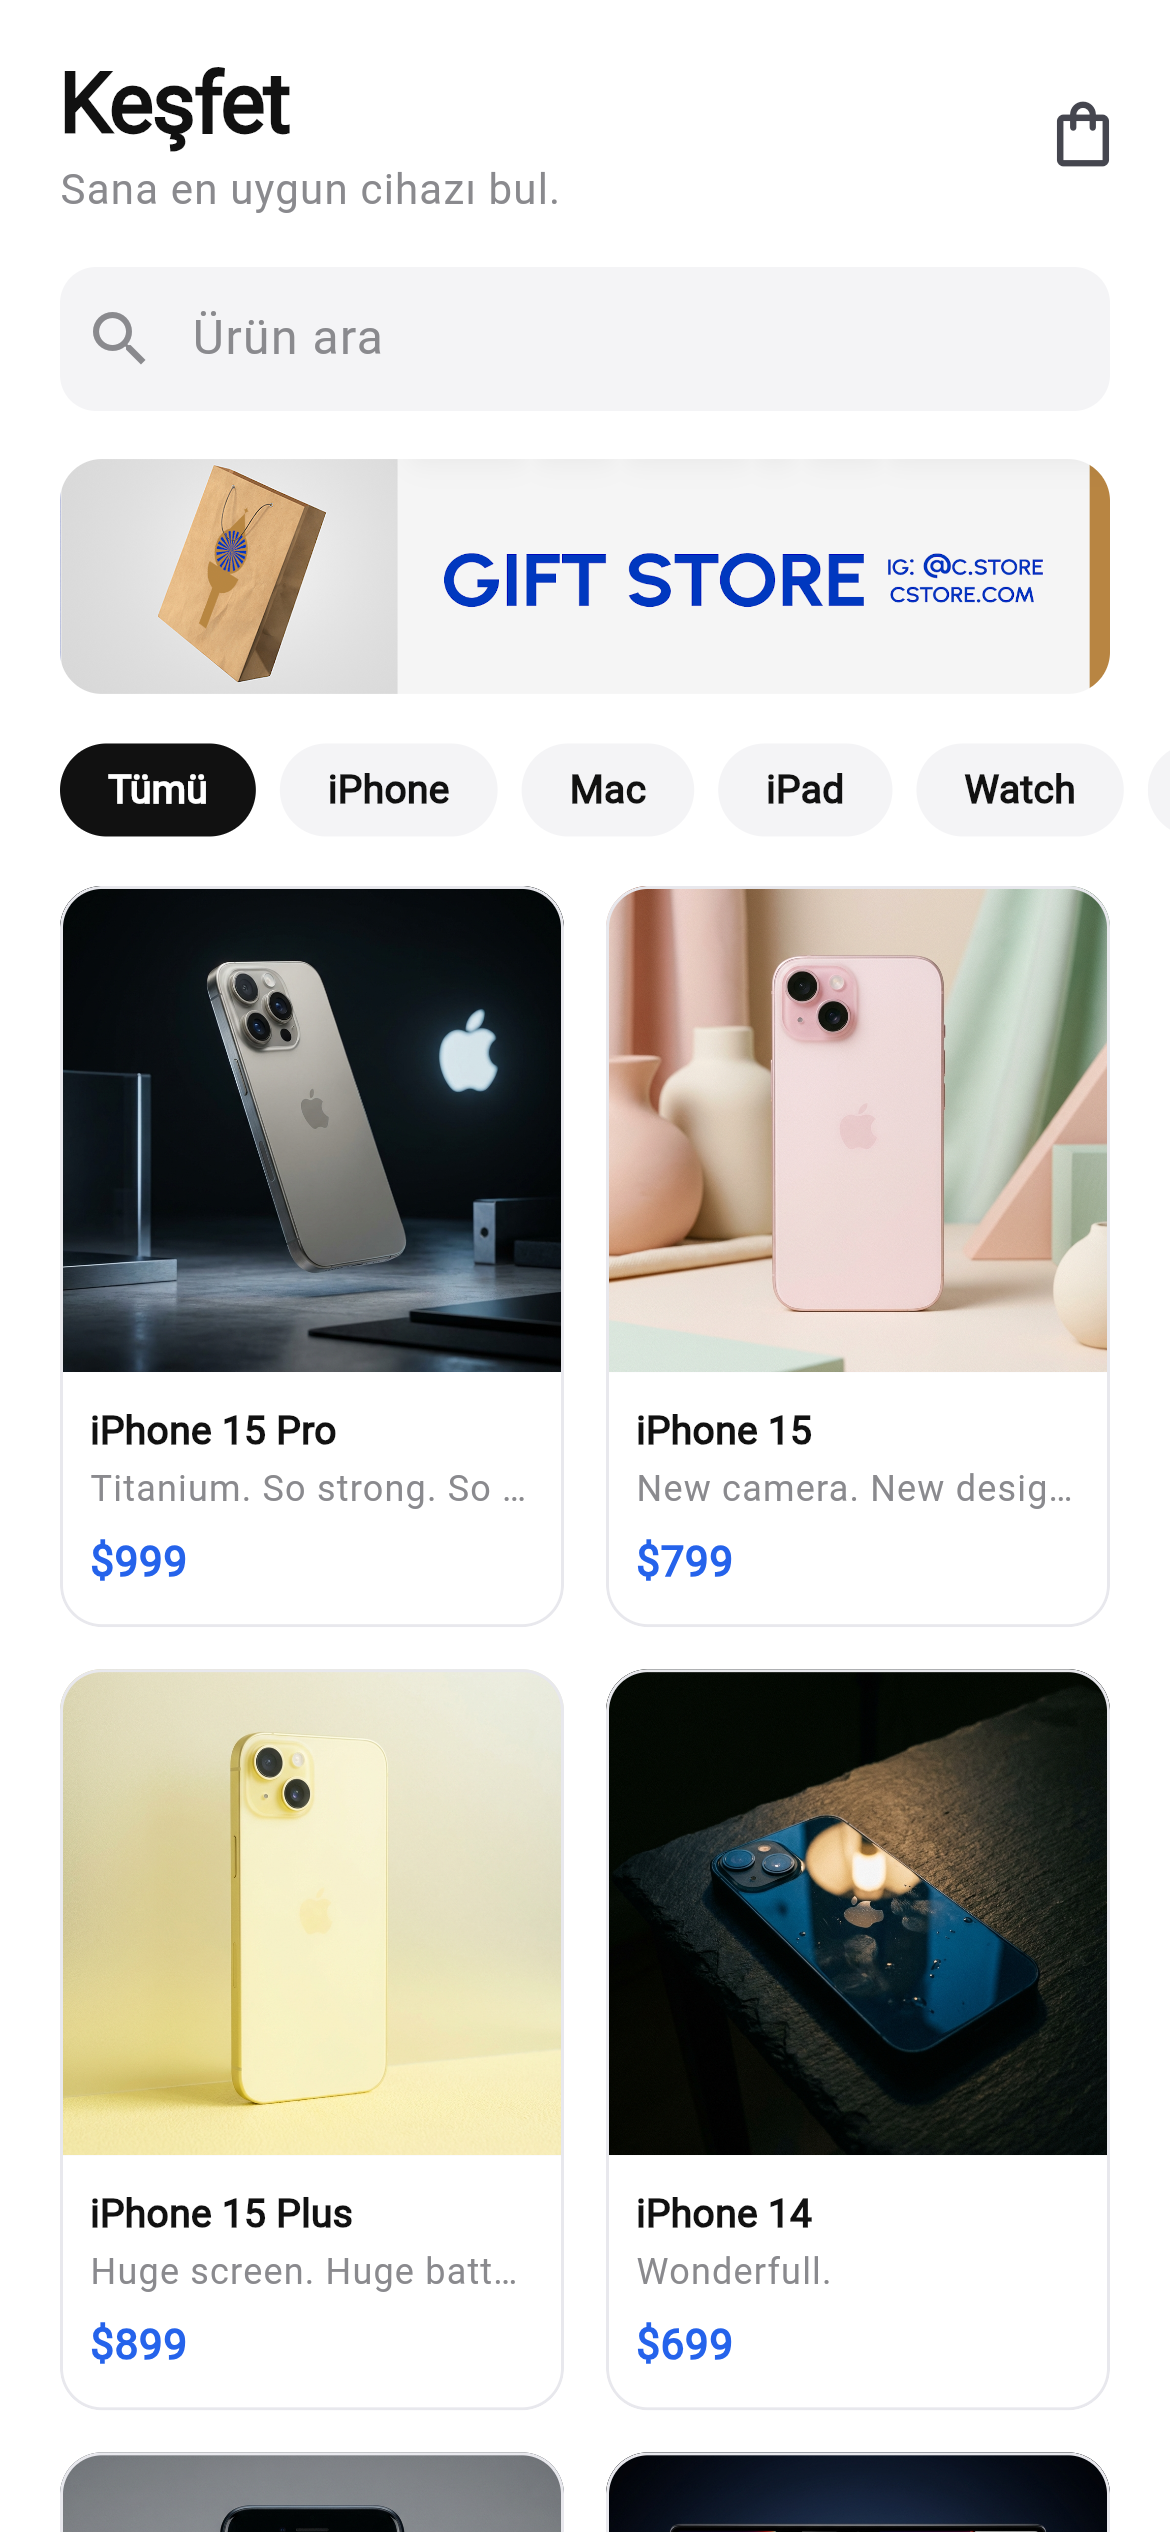 Keşfet
Sana en uygun cihazı bul.
Ürün ara
GIFT STORE
IG: @C.STORE
CSTORE.COM
Tümü
iPhone
Mac
iPad
Watch
iPhone 15 Pro
Titanium. So strong. So ...
$999
iPhone 15
New camera. New desig...
$799
iPhone 15 Plus
Huge screen. Huge batt...
$899
iPhone 14
Wonderfull.
$699